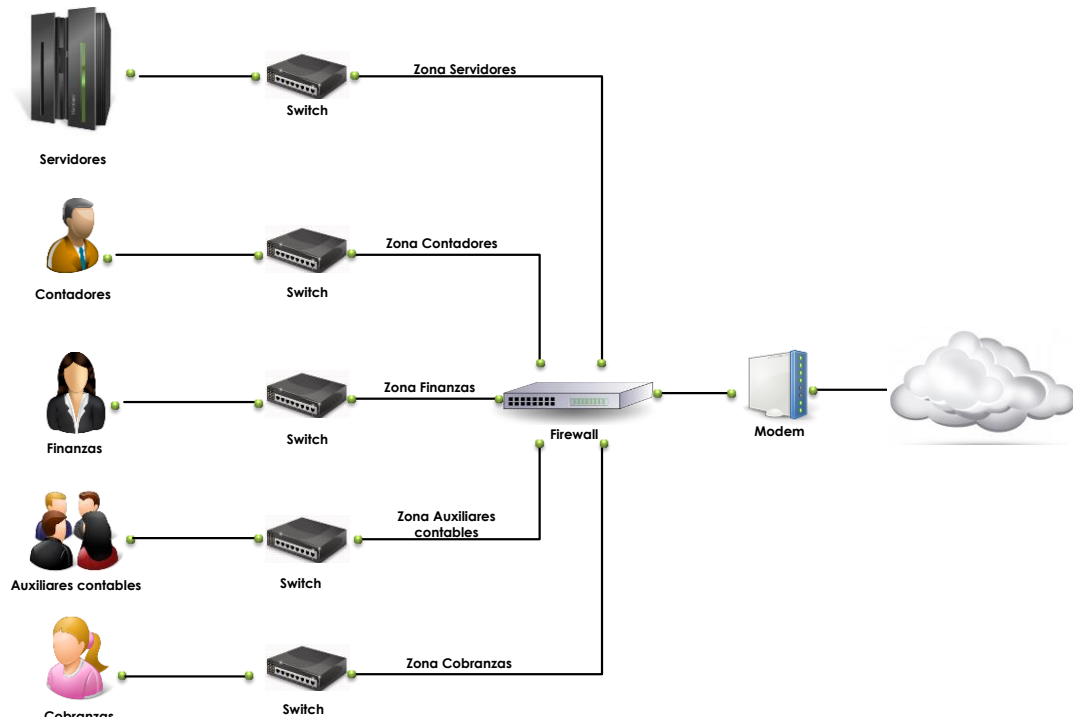 Zona Servidores
Switch
Servidores
Zona Contadores
Switch
Contadores
Zona Finanzas
Switch
Finanzas
Firewall
Modem
Zona Auxiliares
contables
Switch
Auxiliares contables
Zona Cobranzas
Switch
Cobranzas